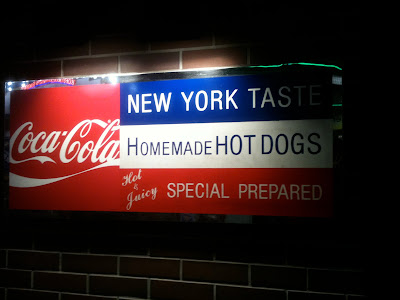 Coca-Cola
NEW YORK TASTE
HOMEMADE HOT DOGS
Hot & Juicy
SPECIAL PREPARED